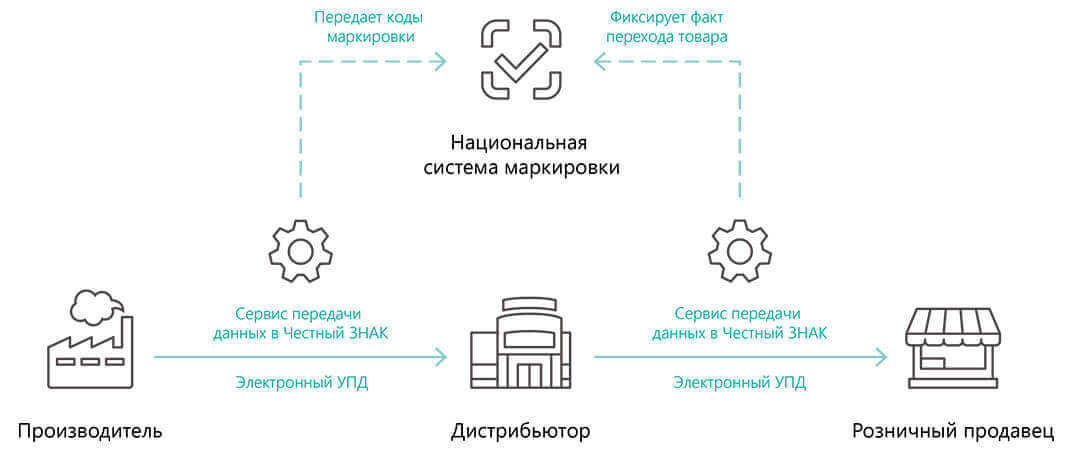 Передает коды
маркировки
Фиксирует факт
перехода товара
Национальная
система маркировки
Сервис передачи
данных в Честный ЗНАК
Электронный УПД
Сервис передачи
данных в Честный ЗНАК
Электронный УПД
Производитель
Дистрибьютор
Розничный продавец